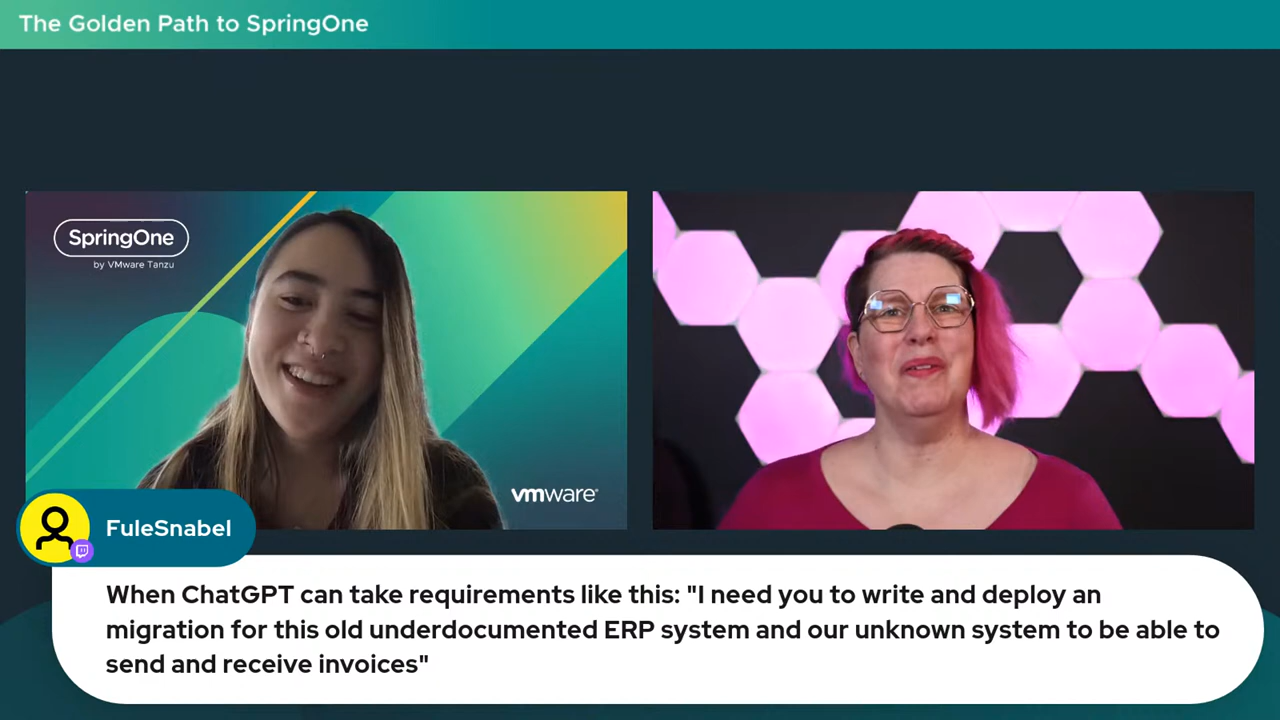 The Golden Path to SpringOne
SpringOne
by VMware Tanzu
vmware®
FuleSnabel
When ChatGPT can take requirements like this: "I need you to write and deploy an
migration for this old underdocumented ERP system and our unknown system to be able to
send and receive invoices"